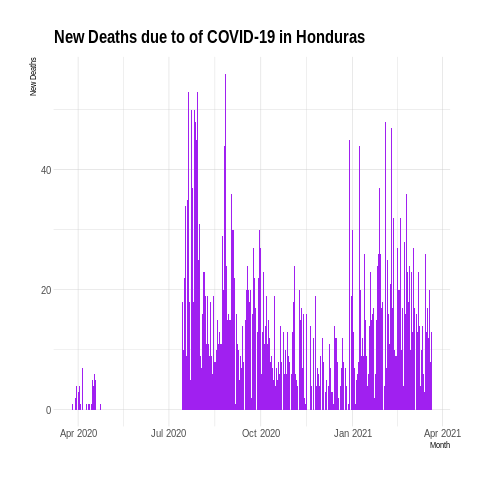 New Deaths due to of COVID-19 in Honduras
New Deaths
40
20
0
Apr 2020 Jul 2020 Oct 2020 Jan 2021 Apr 2021
Month